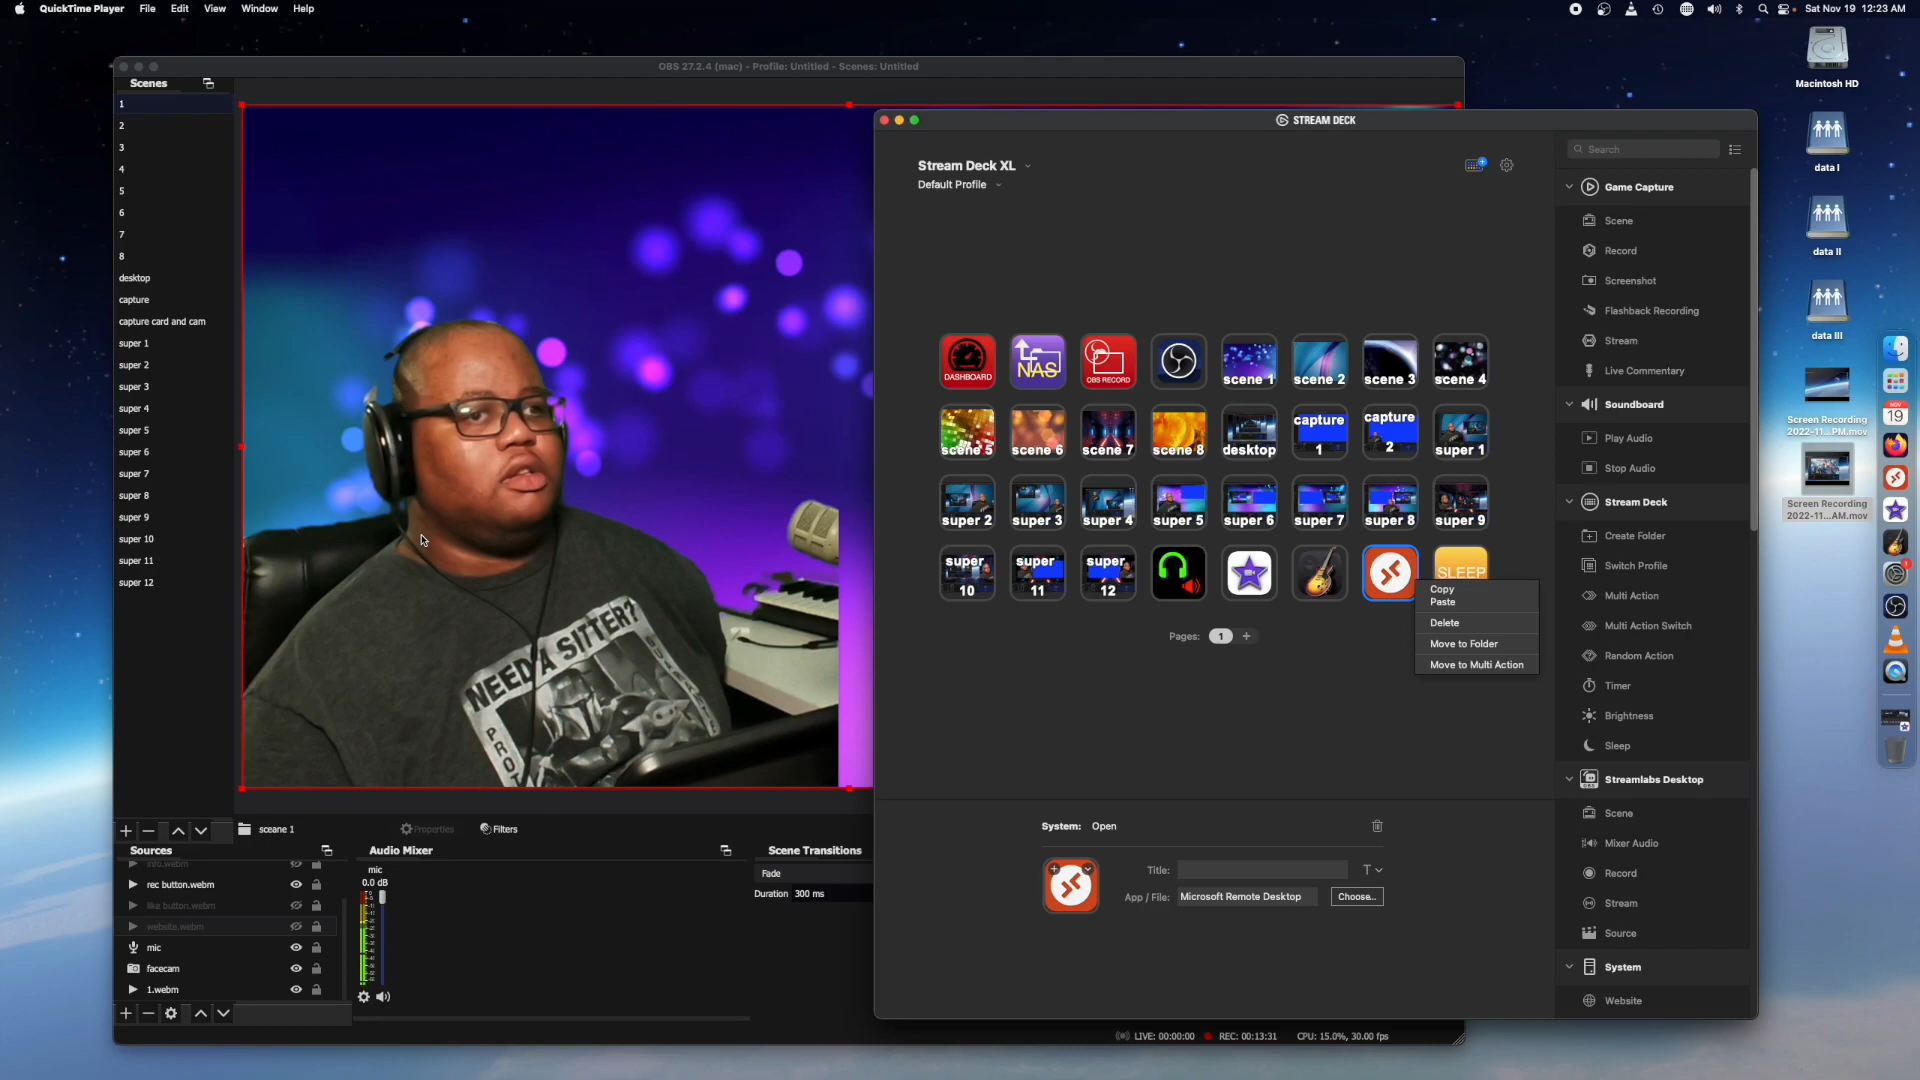 QuickTime Player File Edit View Window Help
Sat Nov 19 12:23 AM
OBS 27.2.4 (mac) - Profile: Untitled - Scenes: Untitled
Scenes
1
2
3
4
5
6
7
8
desktop
capture
capture card and cam
super 1
super 2
super 3
super 4
super 5
super 6
super 7
super 8
super 9
super 10
super 11
super 12
NEED A SITTER?
STREAM DECK
Stream Deck XL
Default Profile
DASHBOARD
NAS
OBS RECORD
scene 1
scene 2
scene 3
scene 4
scene 5
scene 6
scene 7
scene 8
desktop
capture 1
capture 2
super 1
super 2
super 3
super 4
super 5
super 6
super 7
super 8
super 9
super 10
super 11
super 12
SLEEP
Copy
Paste
Delete
Move to Folder
Move to Multi Action
Pages: 1 +
System: Open
Title:
T
App / File: Microsoft Remote Desktop Choose...
Search
Game Capture
Scene
Record
Screenshot
Flashback Recording
Stream
Live Commentary
Soundboard
Play Audio
Stop Audio
Stream Deck
Create Folder
Switch Profile
Multi Action
Multi Action Switch
Random Action
Timer
Brightness
Sleep
Streamlabs Desktop
Scene
Mixer Audio
Record
Stream
Source
System
Website
Macintosh HD
data I
data II
data III
Screen Recording
2022-11...PM.mov
Screen Recording
2022-11...AM.mov
NOV
19
sceane 1
Properties
Filters
Sources
info.webm
rec button.webm
like button.webm
website.webm
mic
facecam
1.webm
Audio Mixer
mic
0.0 dB
Scene Transitions
Fade
Duration 300 ms
LIVE: 00:00:00 REC: 00:13:31 CPU: 15.0%, 30.00 fps